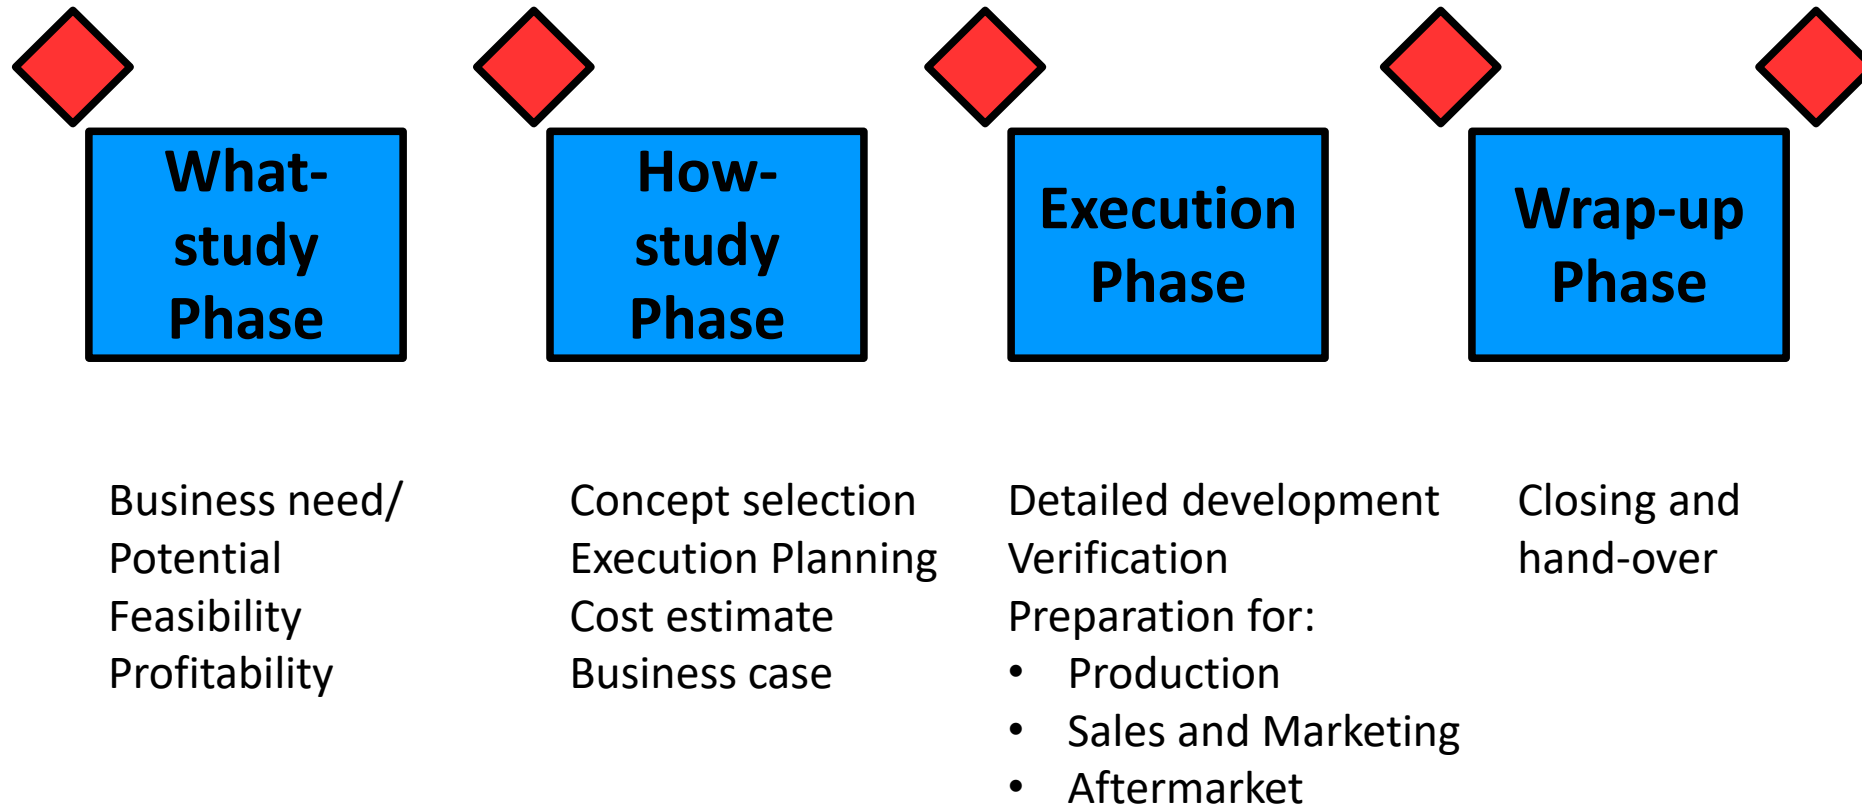 What-
study
Phase
How-
study
Phase
Execution
Phase
Wrap-up
Phase
Business need/
Potential
Feasibility
Profitability
Concept selection
Execution Planning
Cost estimate
Business case
Detailed development
Verification
Preparation for:
• Production
• Sales and Marketing
• Aftermarket
Closing and
hand-over